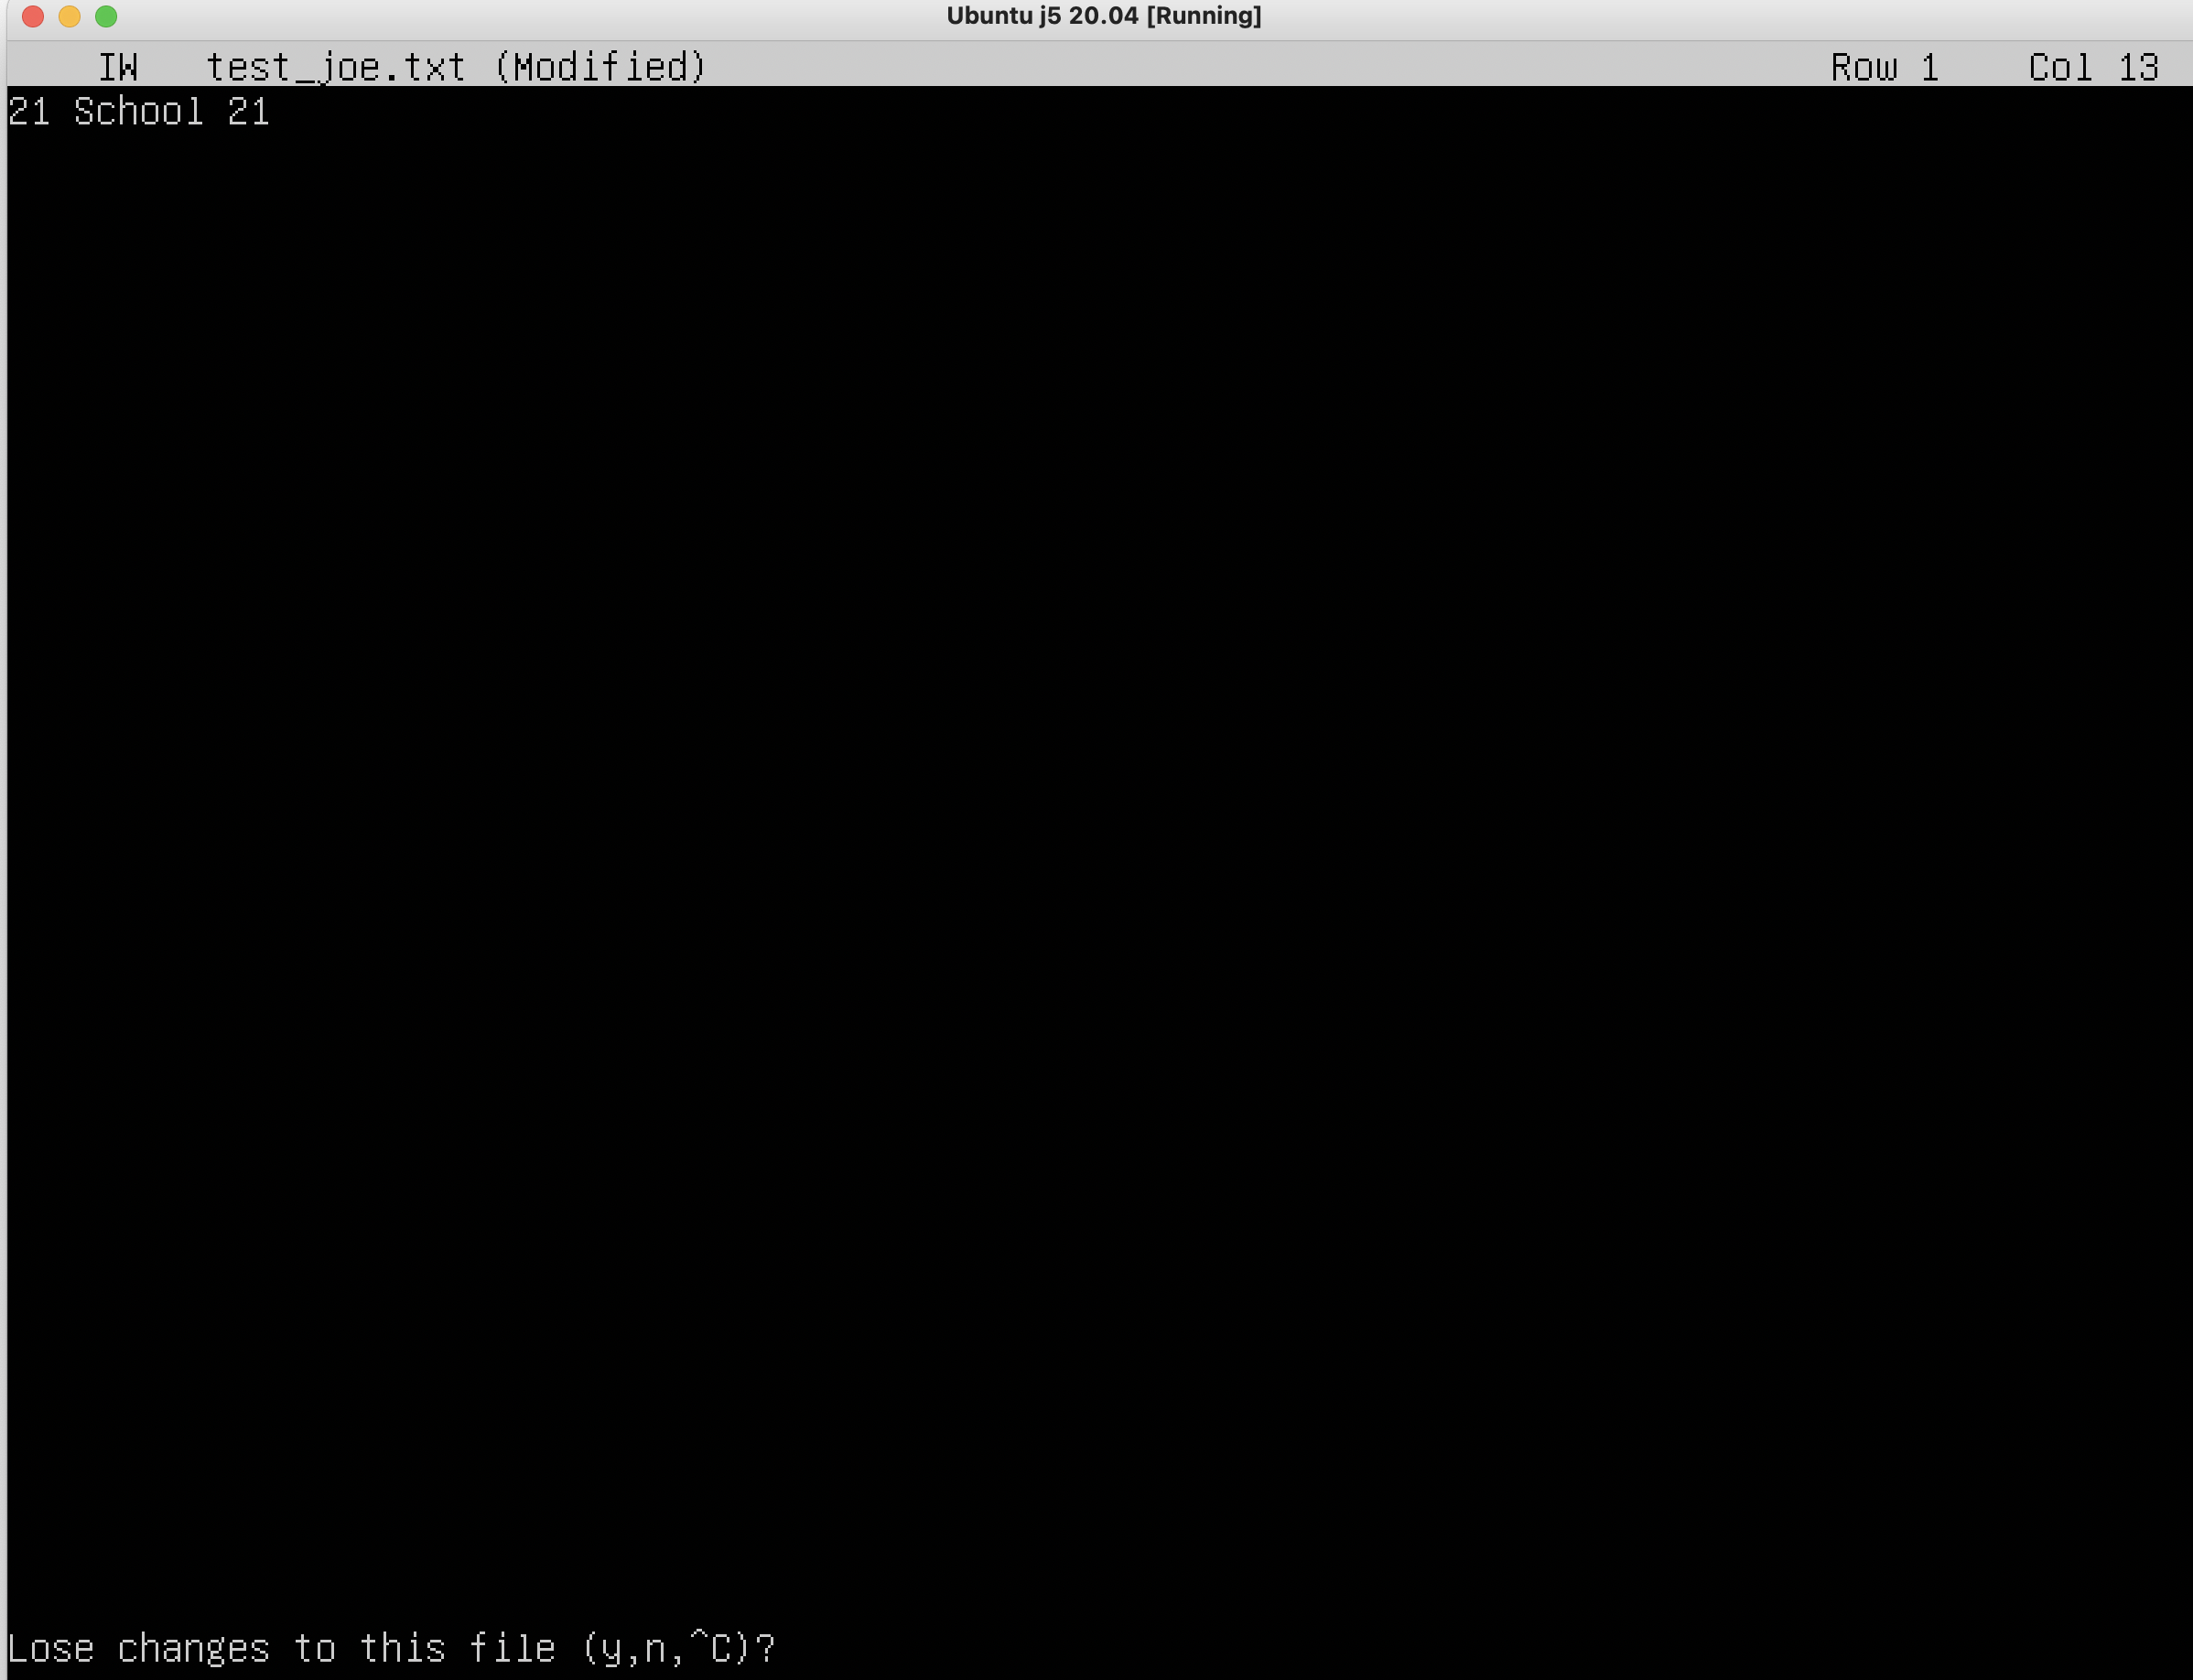 Ubuntu j5 20.04 [Running]
IW test_joe.txt (Modified) Row 1 Col 13
21 School 21
Lose changes to this file (y,n,^C)?